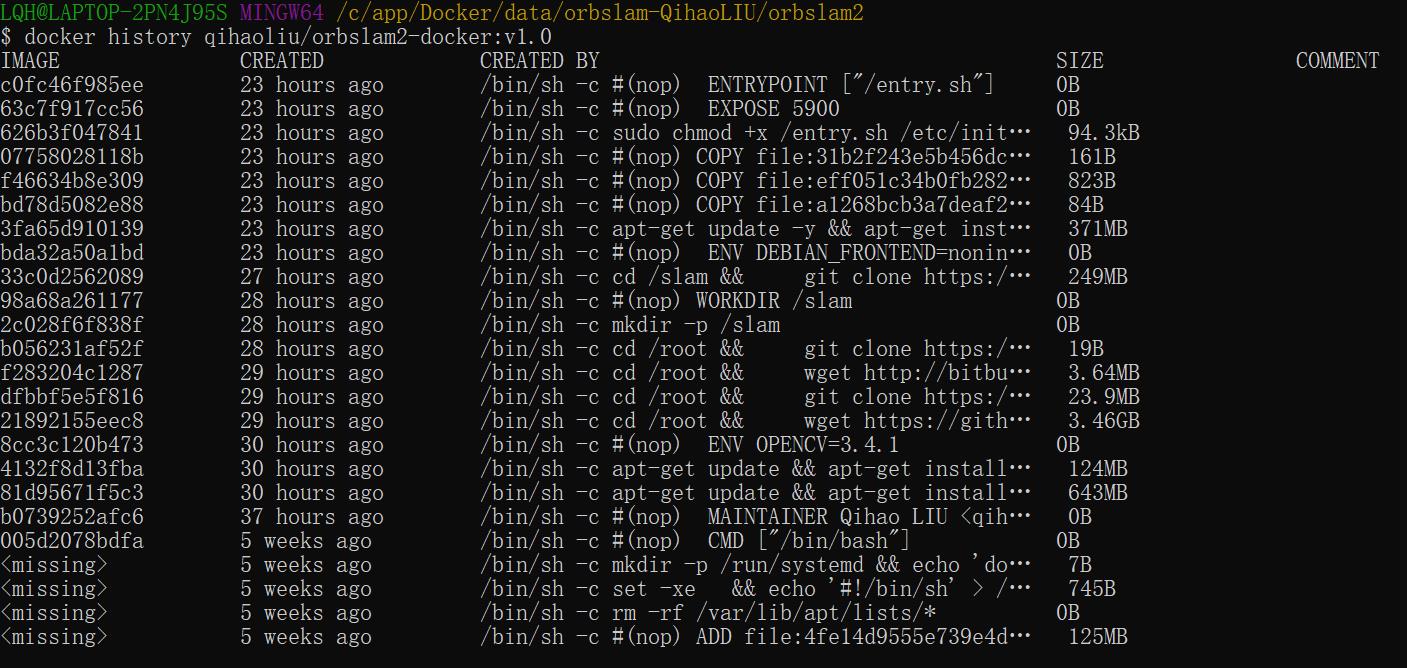 LQH@LAPTOP-2PN4J95S MINGW64 /c/app/Docker/data/orbslam-QihaoLIU/orbslam2
$ docker history qihaoliu/orbslam2-docker:v1.0
IMAGE CREATED CREATED BY SIZE COMMENT
c0fc46f985ee 23 hours ago /bin/sh -c #(nop) ENTRYPOINT ["/entry.sh"] 0B
63c7f917cc56 23 hours ago /bin/sh -c #(nop) EXPOSE 5900 0B
626b3f047841 23 hours ago /bin/sh -c sudo chmod +x /entry.sh /etc/init… 94.3kB
07758028118b 23 hours ago /bin/sh -c #(nop) COPY file:31b2f243e5b456dc… 161B
f46634b8e309 23 hours ago /bin/sh -c #(nop) COPY file:eff051c34b0fb282… 823B
bd78d5082e88 23 hours ago /bin/sh -c #(nop) COPY file:a1268bcb3a7deaf2… 84B
3fa65d910139 23 hours ago /bin/sh -c apt-get update -y && apt-get inst… 371MB
bda32a50a1bd 23 hours ago /bin/sh -c #(nop) ENV DEBIAN_FRONTEND=nonin… 0B
33c0d2562089 27 hours ago /bin/sh -c cd /slam && git clone https:/… 249MB
98a68a261177 28 hours ago /bin/sh -c #(nop) WORKDIR /slam 0B
2c028f6f838f 28 hours ago /bin/sh -c mkdir -p /slam 0B
b056231af52f 28 hours ago /bin/sh -c cd /root && git clone https:/… 19B
f283204c1287 29 hours ago /bin/sh -c cd /root && wget http://bitbu… 3.64MB
dfbbf5e5f816 29 hours ago /bin/sh -c cd /root && git clone https:/… 23.9MB
21892155eec8 29 hours ago /bin/sh -c cd /root && wget https://gith… 3.46GB
8cc3c120b473 30 hours ago /bin/sh -c #(nop) ENV OPENCV=3.4.1 0B
4132f8d13fba 30 hours ago /bin/sh -c apt-get update && apt-get install… 124MB
81d95671f5c3 30 hours ago /bin/sh -c apt-get update && apt-get install… 643MB
b0739252afc6 37 hours ago /bin/sh -c #(nop) MAINTAINER Qihao LIU <qih… 0B
005d2078bdfa 5 weeks ago /bin/sh -c #(nop) CMD ["/bin/bash"] 0B
<missing> 5 weeks ago /bin/sh -c mkdir -p /run/systemd && echo 'do… 7B
<missing> 5 weeks ago /bin/sh -c set -xe && echo '#!/bin/sh' > /… 745B
<missing> 5 weeks ago /bin/sh -c rm -rf /var/lib/apt/lists/* 0B
<missing> 5 weeks ago /bin/sh -c #(nop) ADD file:4fe14d9555e739e4d… 125MB